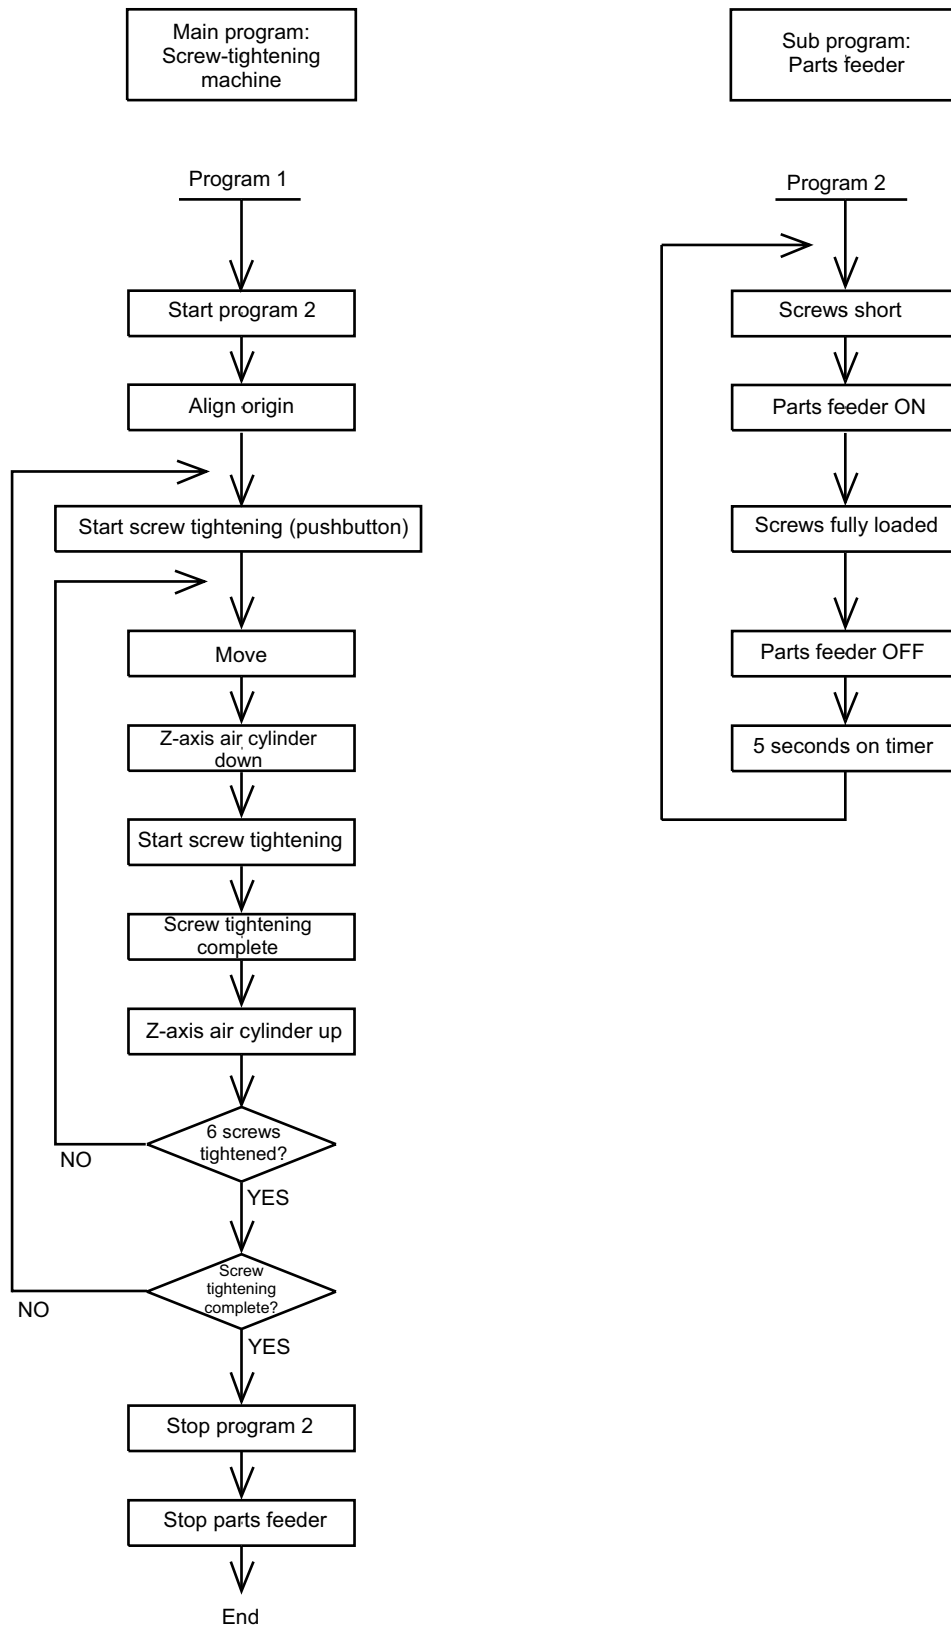 Main program:
Screw-tightening
machine
Sub program:
Parts feeder
Program 1
Start program 2
Align origin
Start screw tightening (pushbutton)
Move
Z-axis air cylinder
down
Start screw tightening
Screw tightening
complete
Z-axis air cylinder up
6 screws
tightened?
NO
YES
Screw
tightening
complete?
NO
YES
Stop program 2
Stop parts feeder
End
Program 2
Screws short
Parts feeder ON
Screws fully loaded
Parts feeder OFF
5 seconds on timer